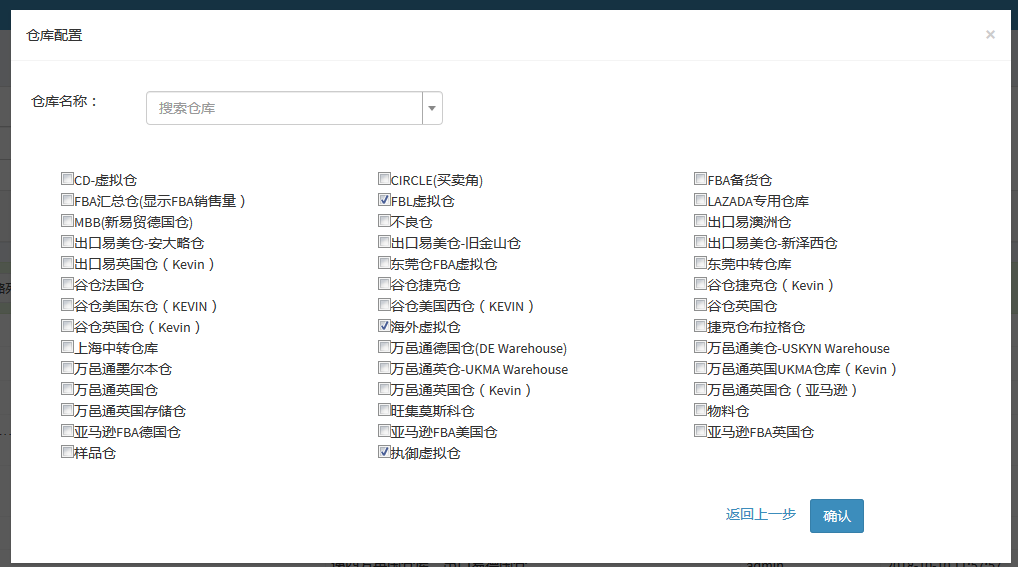 仓库配置 ×
仓库名称： 搜索仓库
CD-虚拟仓 CIRCLE(买卖角) FBA备货仓
FBA汇总仓(显示FBA销售量） FBL虚拟仓 LAZADA专用仓库
MBB(新易贸德国仓) 不良仓 出口易澳洲仓
出口易美仓-安大略仓 出口易美仓-旧金山仓 出口易美仓-新泽西仓
出口易英国仓（Kevin） 东莞仓FBA虚拟仓 东莞中转仓库
谷仓法国仓 谷仓捷克仓 谷仓捷克仓（Kevin）
谷仓美国东仓（KEVIN） 谷仓美国西仓（KEVIN） 谷仓英国仓
谷仓英国仓（Kevin） 海外虚拟仓 捷克仓布拉格仓
上海中转仓库 万邑通德国仓(DE Warehouse) 万邑通美仓-USKYN Warehouse
万邑通墨尔本仓 万邑通英仓-UKMA Warehouse 万邑通英国UKMA仓库（Kevin）
万邑通英国仓 万邑通英国仓（Kevin） 万邑通英国仓（亚马逊）
万邑通英国存储仓 旺集莫斯科仓 物料仓
亚马逊FBA德国仓 亚马逊FBA美国仓 亚马逊FBA英国仓
样品仓 执御虚拟仓
返回上一步 确认